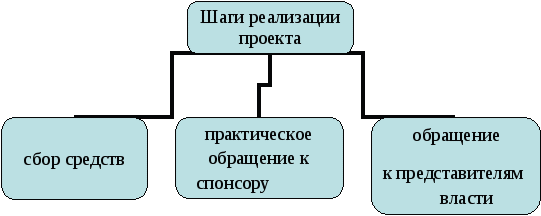 Шаги реализации
проекта
сбор средств
практическое
обращение к
спонсору
обращение
к представителям
власти